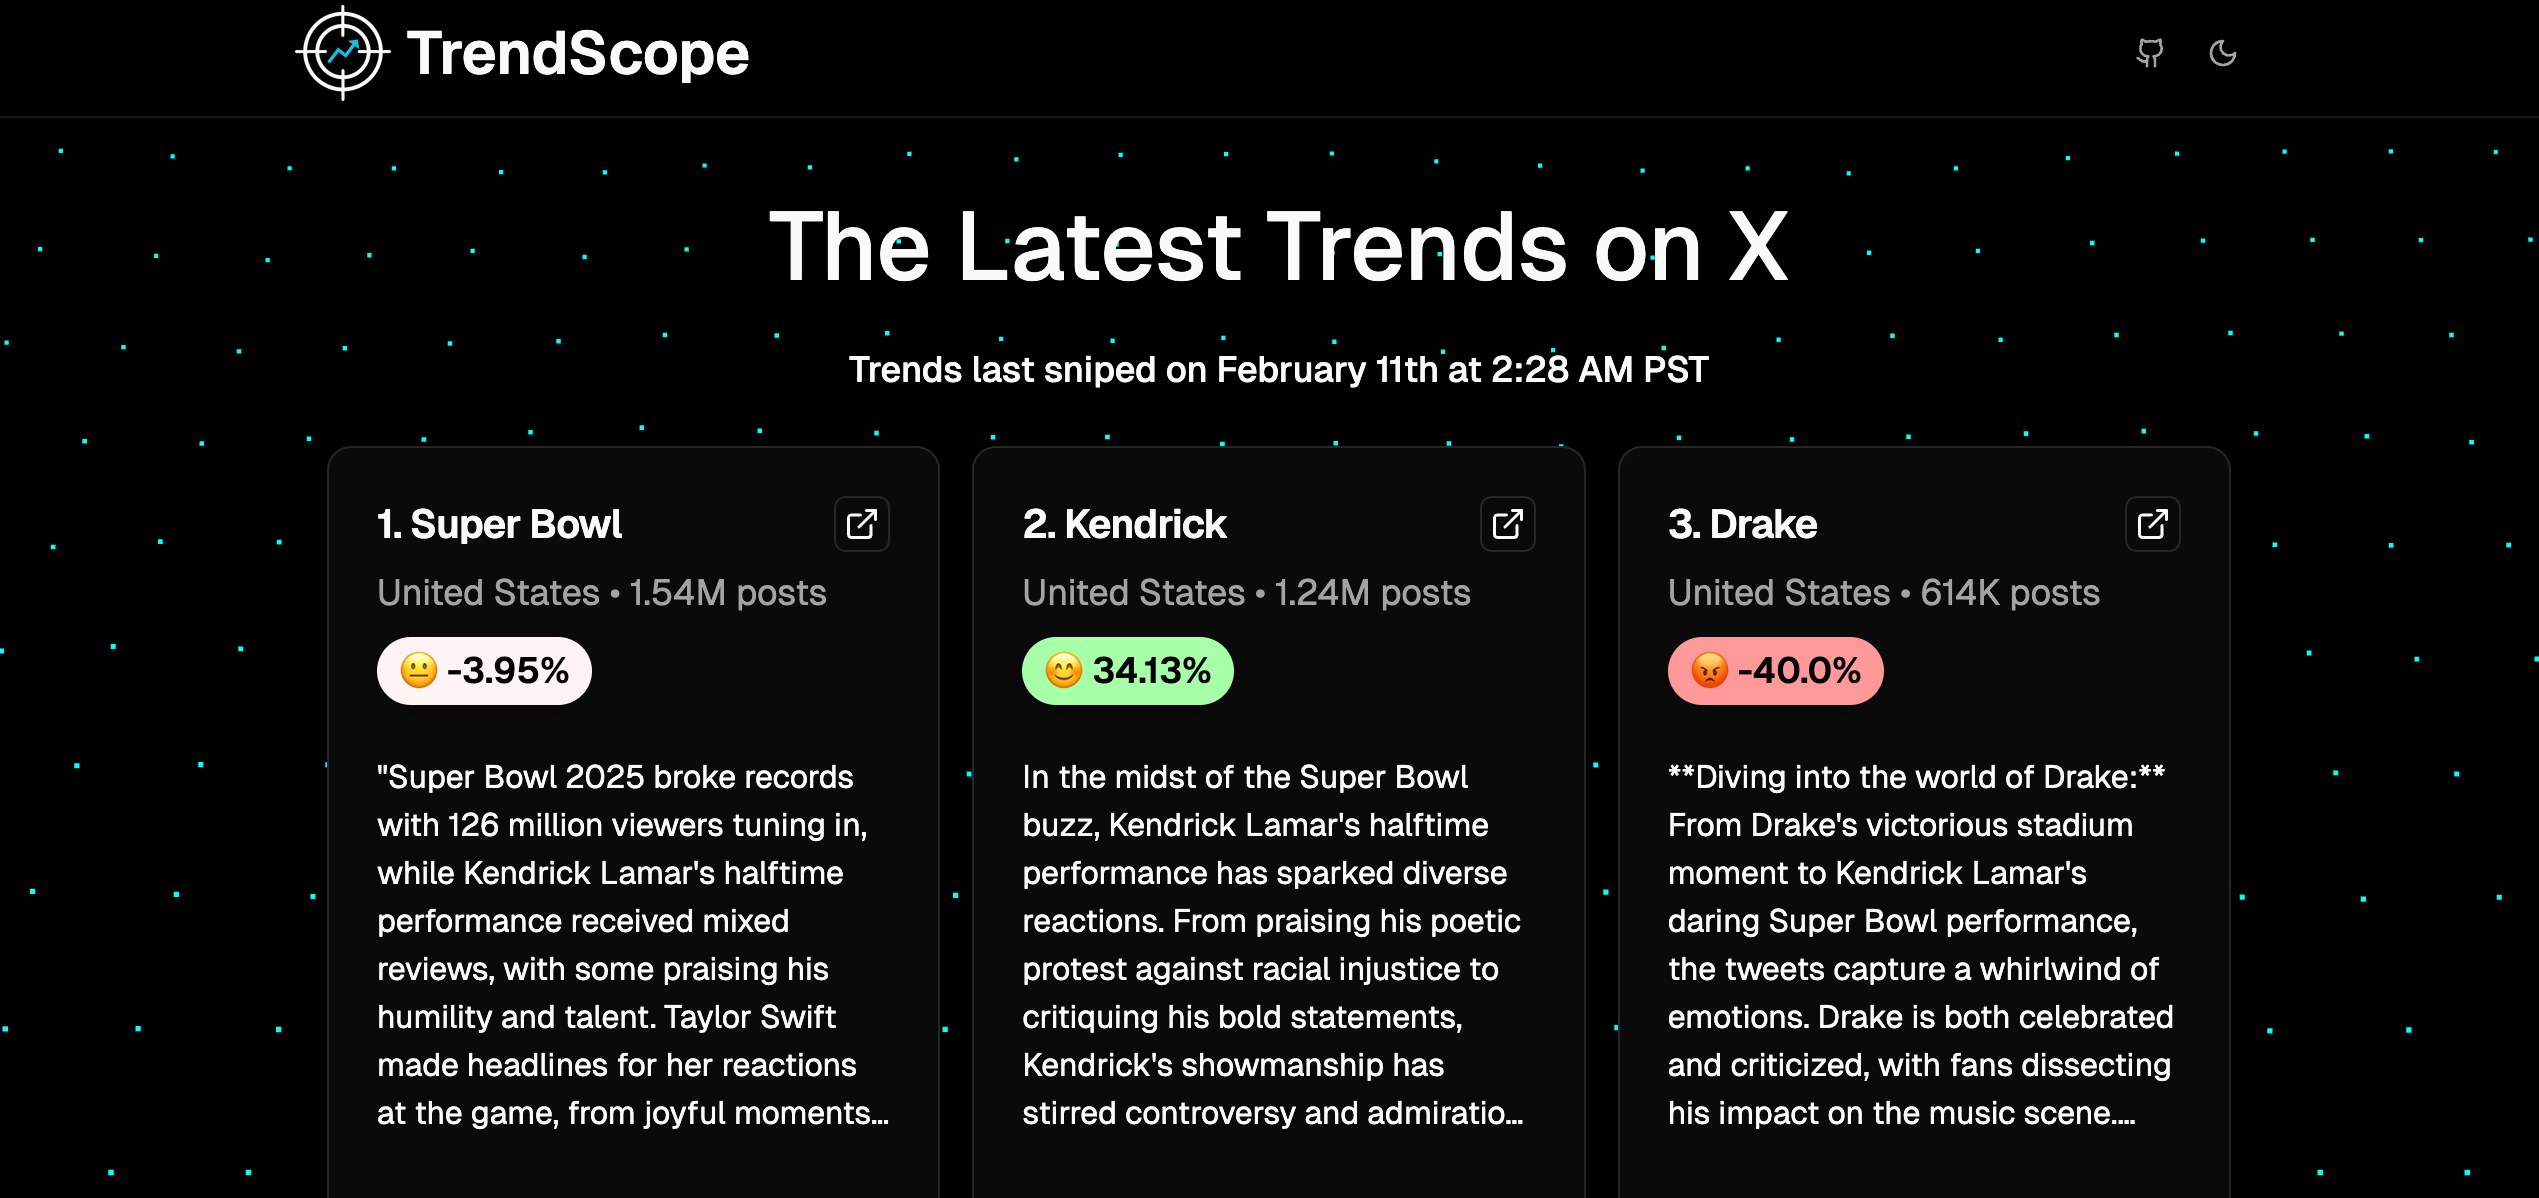 TrendScope
The Latest Trends on X
Trends last sniped on February 11th at 2:28 AM PST
1. Super Bowl
United States • 1.54M posts
😐 -3.95%
"Super Bowl 2025 broke records
with 126 million viewers tuning in,
while Kendrick Lamar's halftime
performance received mixed
reviews, with some praising his
humility and talent. Taylor Swift
made headlines for her reactions
at the game, from joyful moments...
2. Kendrick
United States • 1.24M posts
😊 34.13%
In the midst of the Super Bowl
buzz, Kendrick Lamar's halftime
performance has sparked diverse
reactions. From praising his poetic
protest against racial injustice to
critiquing his bold statements,
Kendrick's showmanship has
stirred controversy and admiratio...
3. Drake
United States • 614K posts
😡 -40.0%
**Diving into the world of Drake:**
From Drake's victorious stadium
moment to Kendrick Lamar's
daring Super Bowl performance,
the tweets capture a whirlwind of
emotions. Drake is both celebrated
and criticized, with fans dissecting
his impact on the music scene....